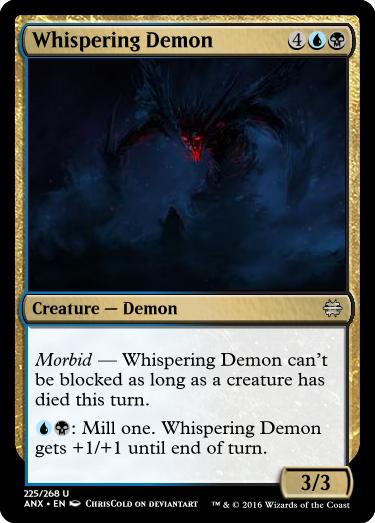 Whispering Demon 4
Creature — Demon
Morbid — Whispering Demon can't
be blocked as long as a creature has
died this turn.
: Mill one. Whispering Demon
gets +1/+1 until end of turn.
3/3
225/268 U
ANX • EN ChrisCold on deviantart ™ & © 2016 Wizards of the Coast